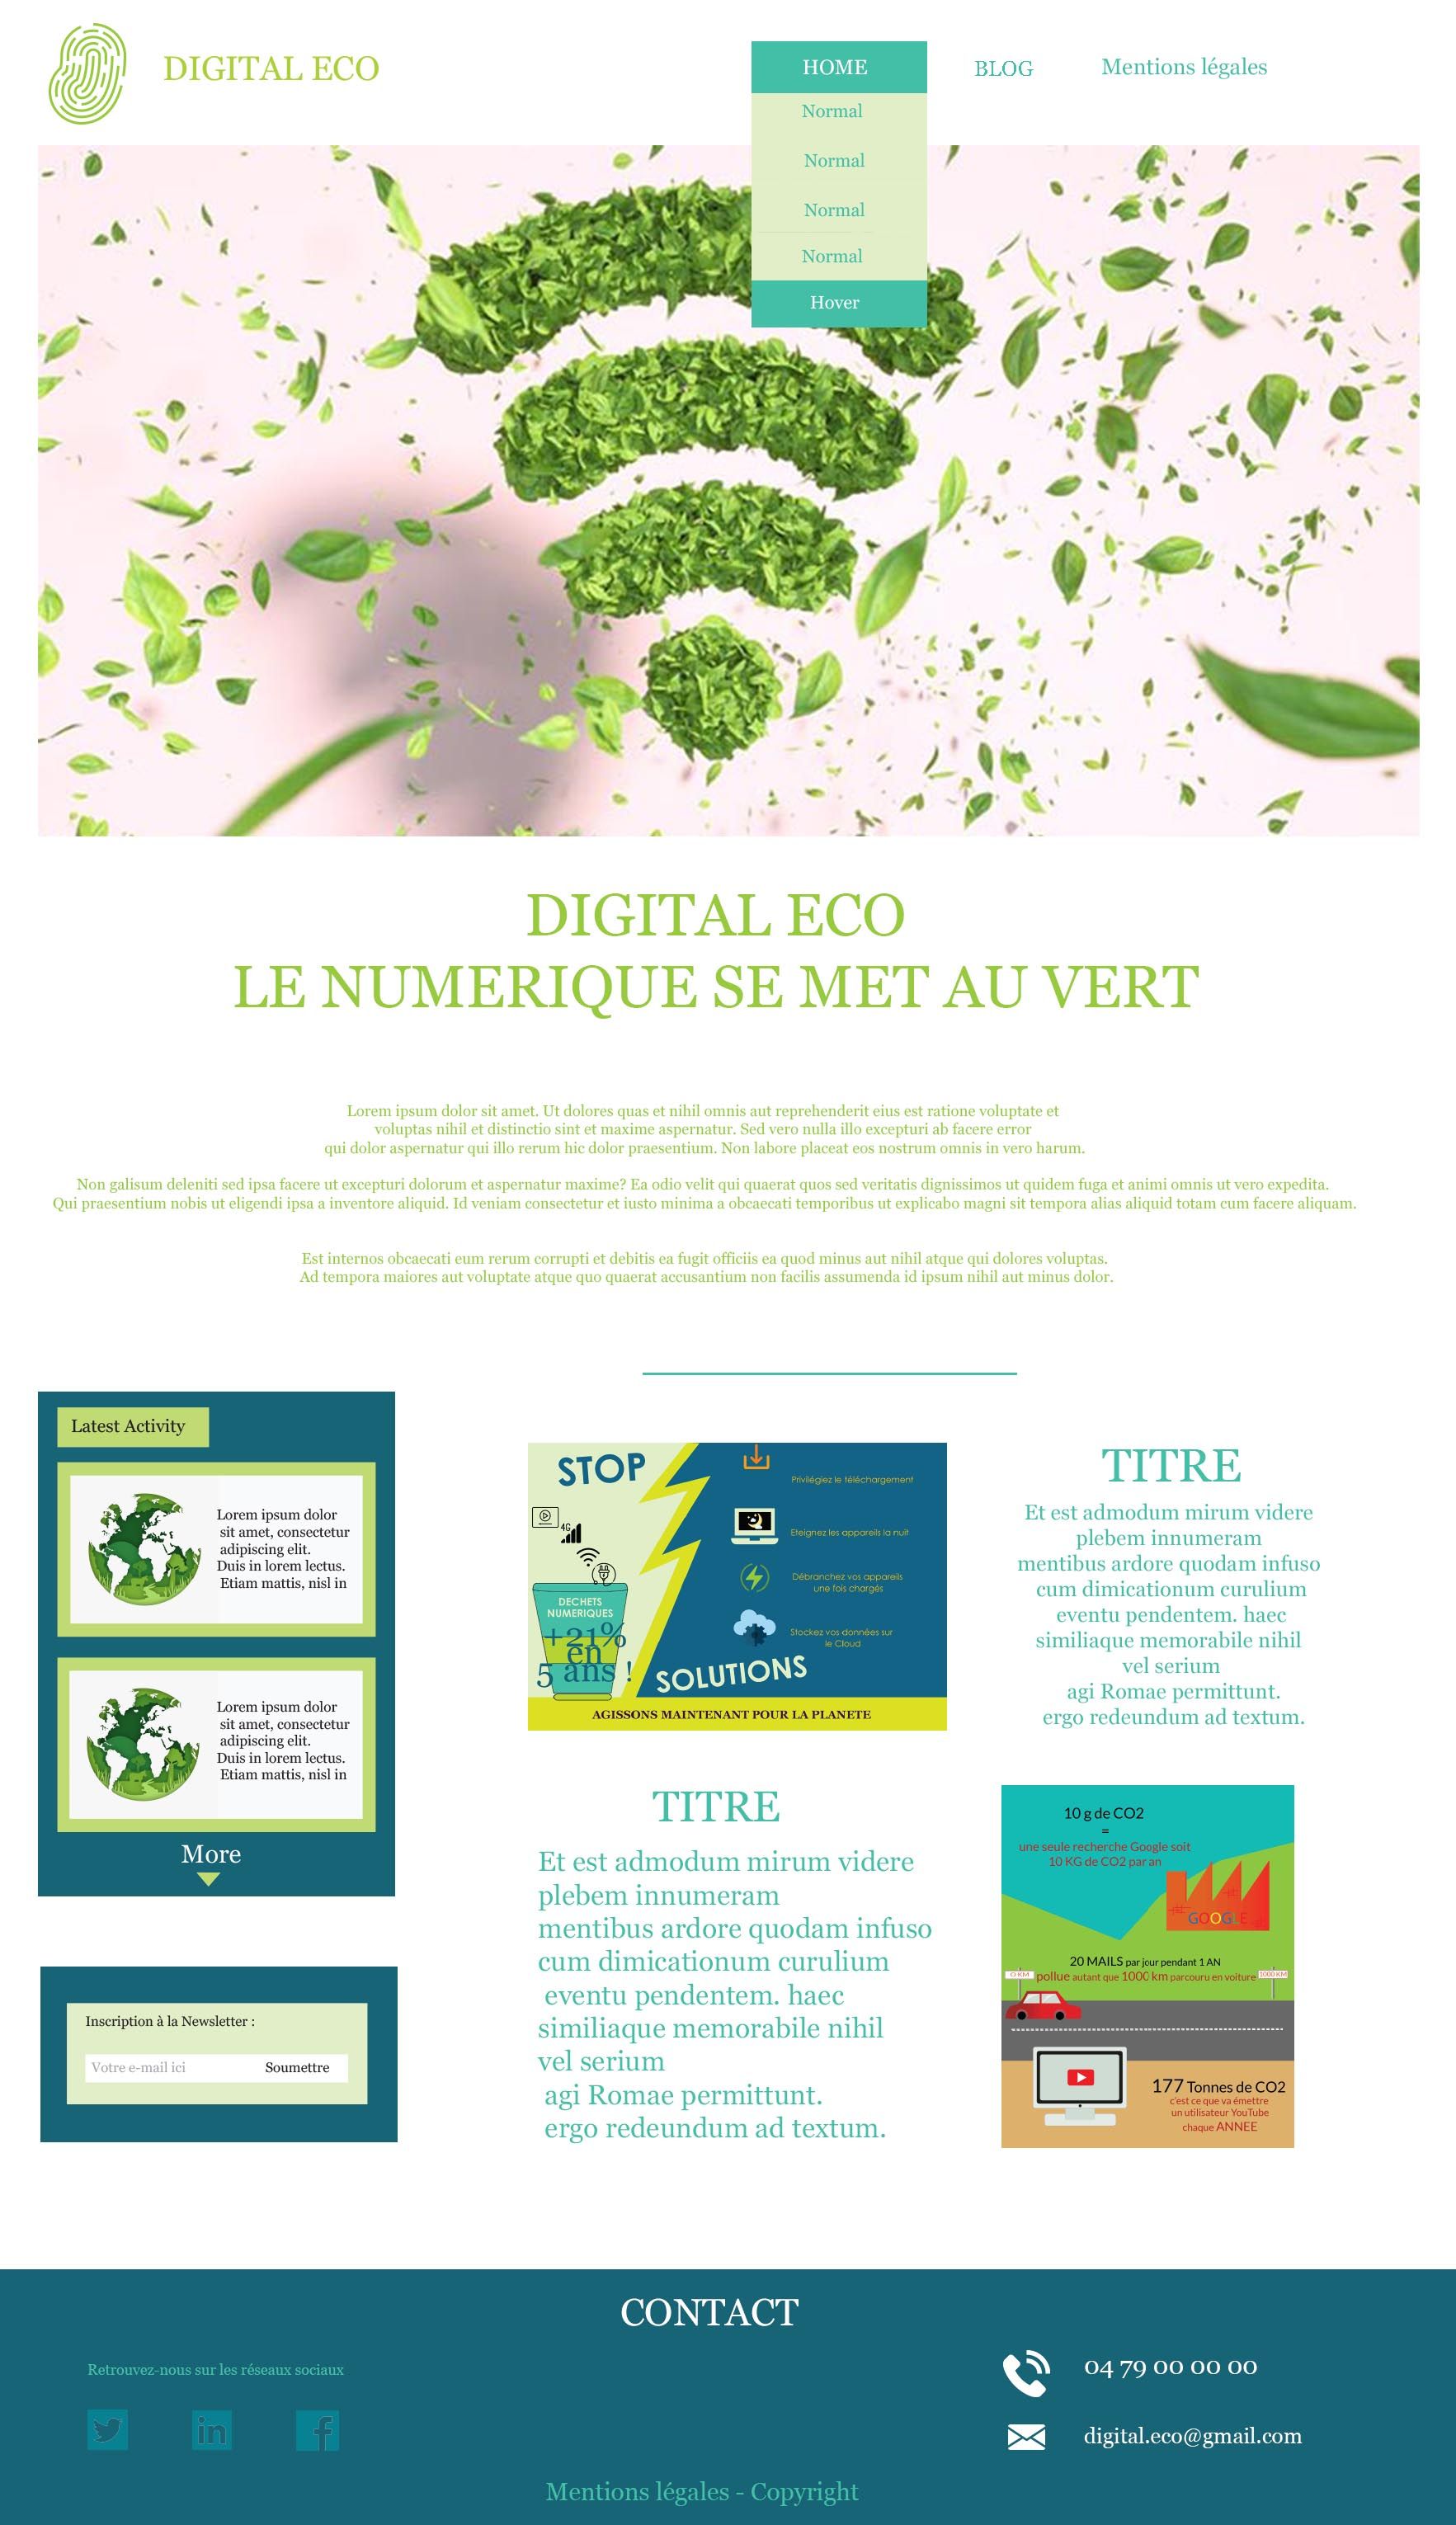 DIGITAL ECO
HOME
BLOG
Mentions légales
Normal
Normal
Normal
Normal
Hover
DIGITAL ECO
LE NUMERIQUE SE MET AU VERT
Lorem ipsum dolor sit amet. Ut dolores quas et nihil omnis aut reprehenderit eius est ratione voluptate et
voluptas nihil et distinctio sint et maxime aspernatur. Sed vero nulla illo excepturi ab facere error
qui dolor aspernatur qui illo rerum hic dolor praesentium. Non labore placeat eos nostrum omnis in vero harum.
Non galisum deleniti sed ipsa facere ut excepturi dolorum et aspernatur maxime? Ea odio velit qui quaerat quos sed veritatis dignissimos ut quidem fuga et animi omnis ut vero expedita.
Qui praesentium nobis ut eligendi ipsa a inventore aliquid. Id veniam consectetur et iusto minima a obcaecati temporibus ut explicabo magni sit tempora alias aliquid totam cum facere aliquam.
Est internos obcaecati eum rerum corrupti et debitis ea fugit officiis ea quod minus aut nihil atque qui dolores voluptas.
Ad tempora maiores aut voluptate atque quo quaerat accusantium non facilis assumenda id ipsum nihil aut minus dolor.
Latest Activity
Lorem ipsum dolor
sit amet, consectetur
adipiscing elit.
Duis in lorem lectus.
Etiam mattis, nisl in
Lorem ipsum dolor
sit amet, consectetur
adipiscing elit.
Duis in lorem lectus.
Etiam mattis, nisl in
More
Inscription à la Newsletter :
Votre e-mail ici
Soumettre
STOP
4G
DECHETS
NUMERIQUES
+21%
en
5 ans !
Privilégiez le téléchargement
Eteignez les appareils la nuit
Débranchez vos appareils
une fois chargés
Stockez vos données sur
le Cloud
SOLUTIONS
AGISSONS MAINTENANT POUR LA PLANETE
TITRE
Et est admodum mirum videre
plebem innumeram
mentibus ardore quodam infuso
cum dimicationum curulium
eventu pendentem. haec
similiaque memorabile nihil
vel serium
agi Romae permittunt.
ergo redeundum ad textum.
TITRE
Et est admodum mirum videre
plebem innumeram
mentibus ardore quodam infuso
cum dimicationum curulium
eventu pendentem. haec
similiaque memorabile nihil
vel serium
agi Romae permittunt.
ergo redeundum ad textum.
10 g de CO2
=
une seule recherche Google soit
10 KG de CO2 par an
GOOGLE
20 MAILS par jour pendant 1 AN
0 KM
pollue autant que 1000 km parcouru en voiture
1000 KM
177 Tonnes de CO2
c'est ce que va émettre
un utilisateur YouTube
chaque ANNEE
CONTACT
Retrouvez-nous sur les réseaux sociaux
in
f
04 79 00 00 00
digital.eco@gmail.com
Mentions légales - Copyright